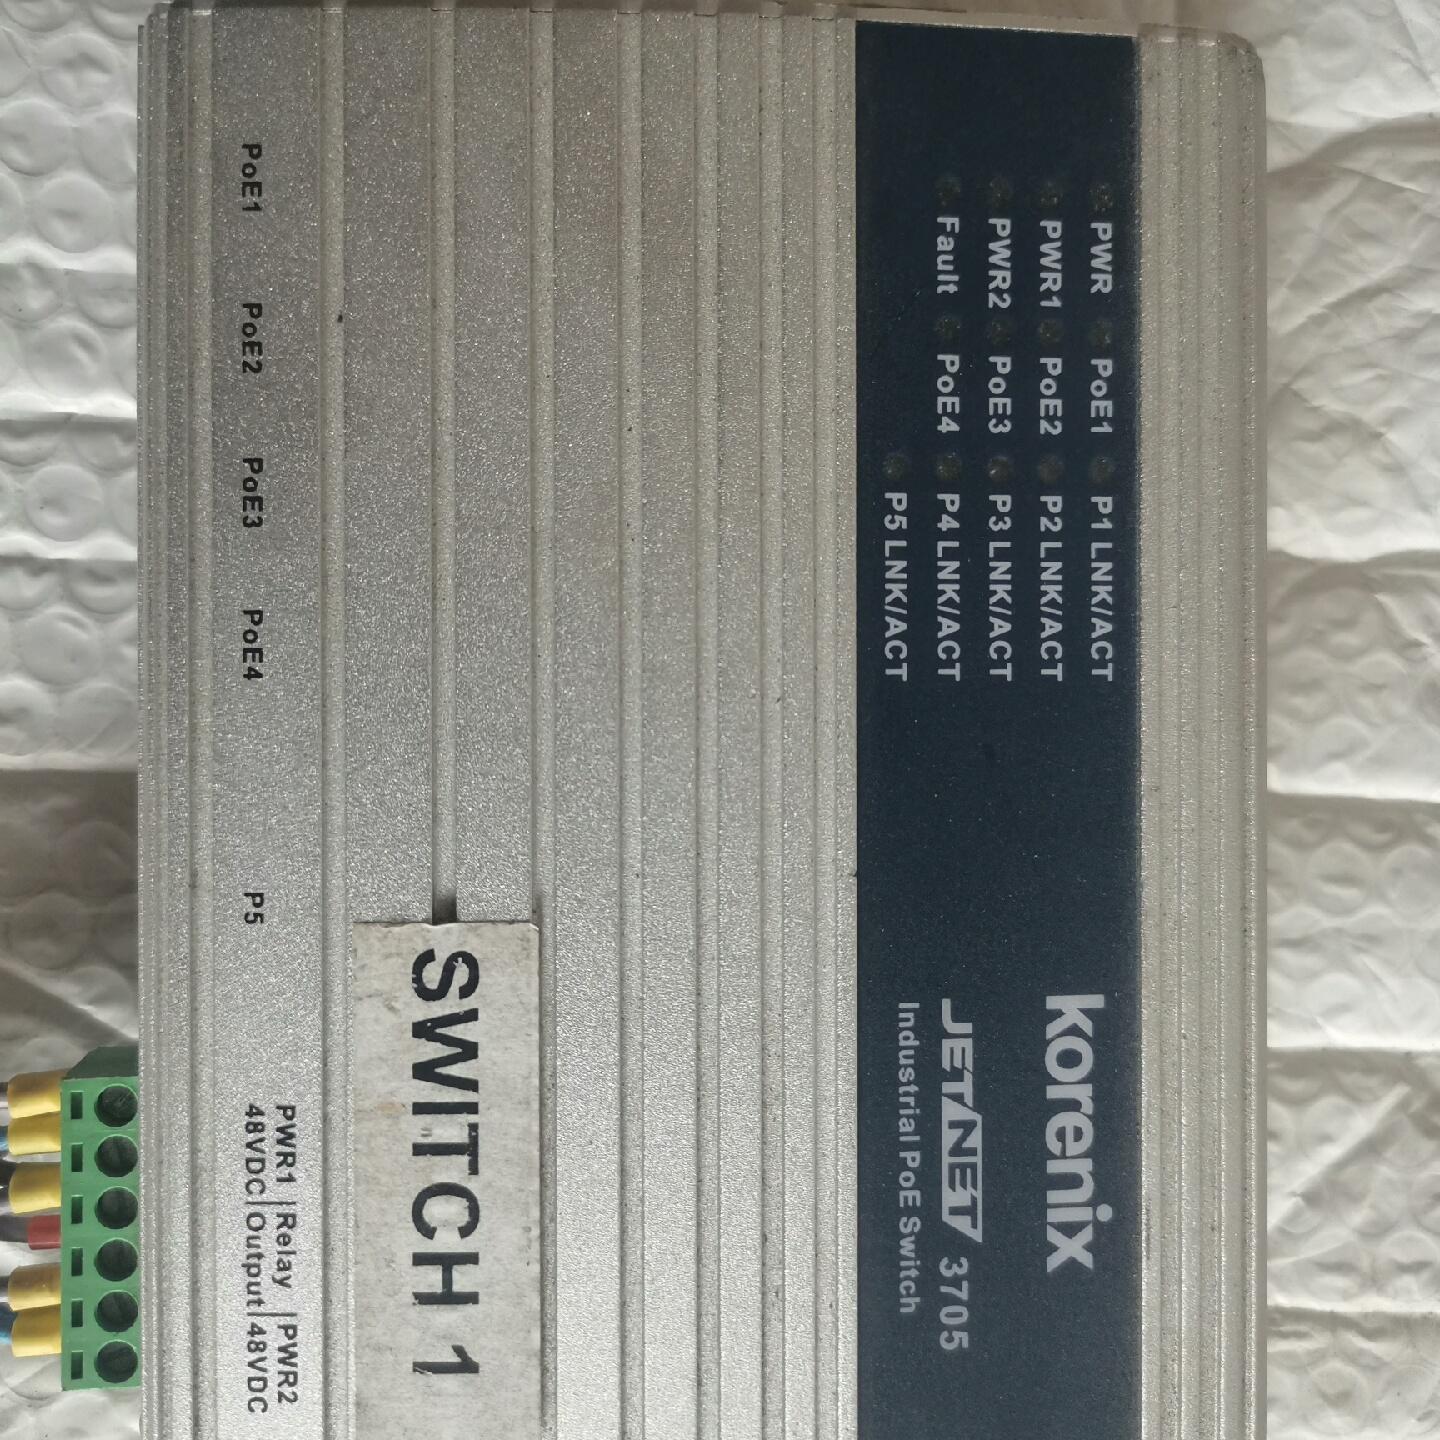 korenix
JETNET 3705
Industrial PoE Switch
PWR PoE1 P1 LNK/ACT
PWR1 PoE2 P2 LNK/ACT
PWR2 PoE3 P3 LNK/ACT
Fault PoE4 P4 LNK/ACT
P5 LNK/ACT
SWITCH 1
PWR1 | Relay | PWR2
48VDC | Output | 48VDC
PoE1 PoE2 PoE3 PoE4 P5